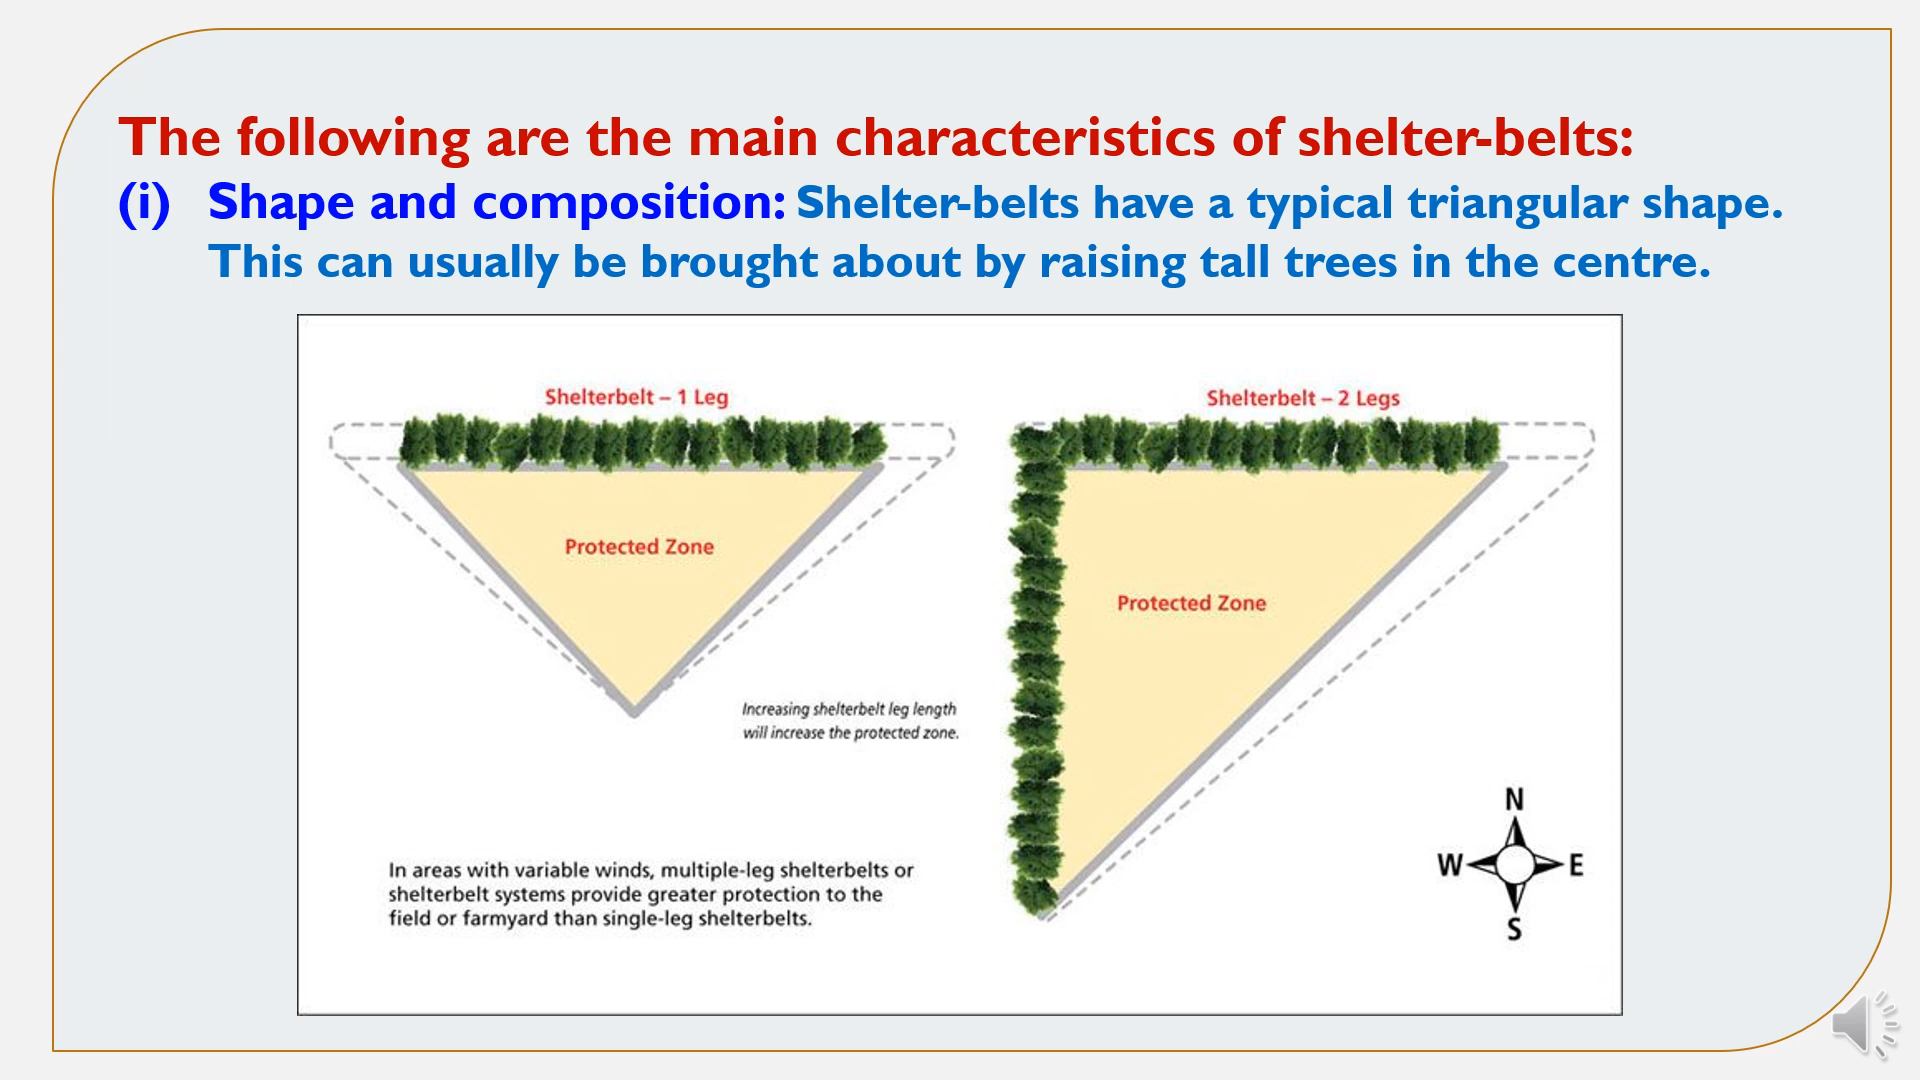 The following are the main characteristics of shelter-belts:
(i) Shape and composition: Shelter-belts have a typical triangular shape.
This can usually be brought about by raising tall trees in the centre.
Shelterbelt – 1 Leg
Shelterbelt – 2 Legs
Protected Zone
Protected Zone
Increasing shelterbelt leg length
will increase the protected zone.
In areas with variable winds, multiple-leg shelterbelts or
shelterbelt systems provide greater protection to the
field or farmyard than single-leg shelterbelts.
N
W E
S